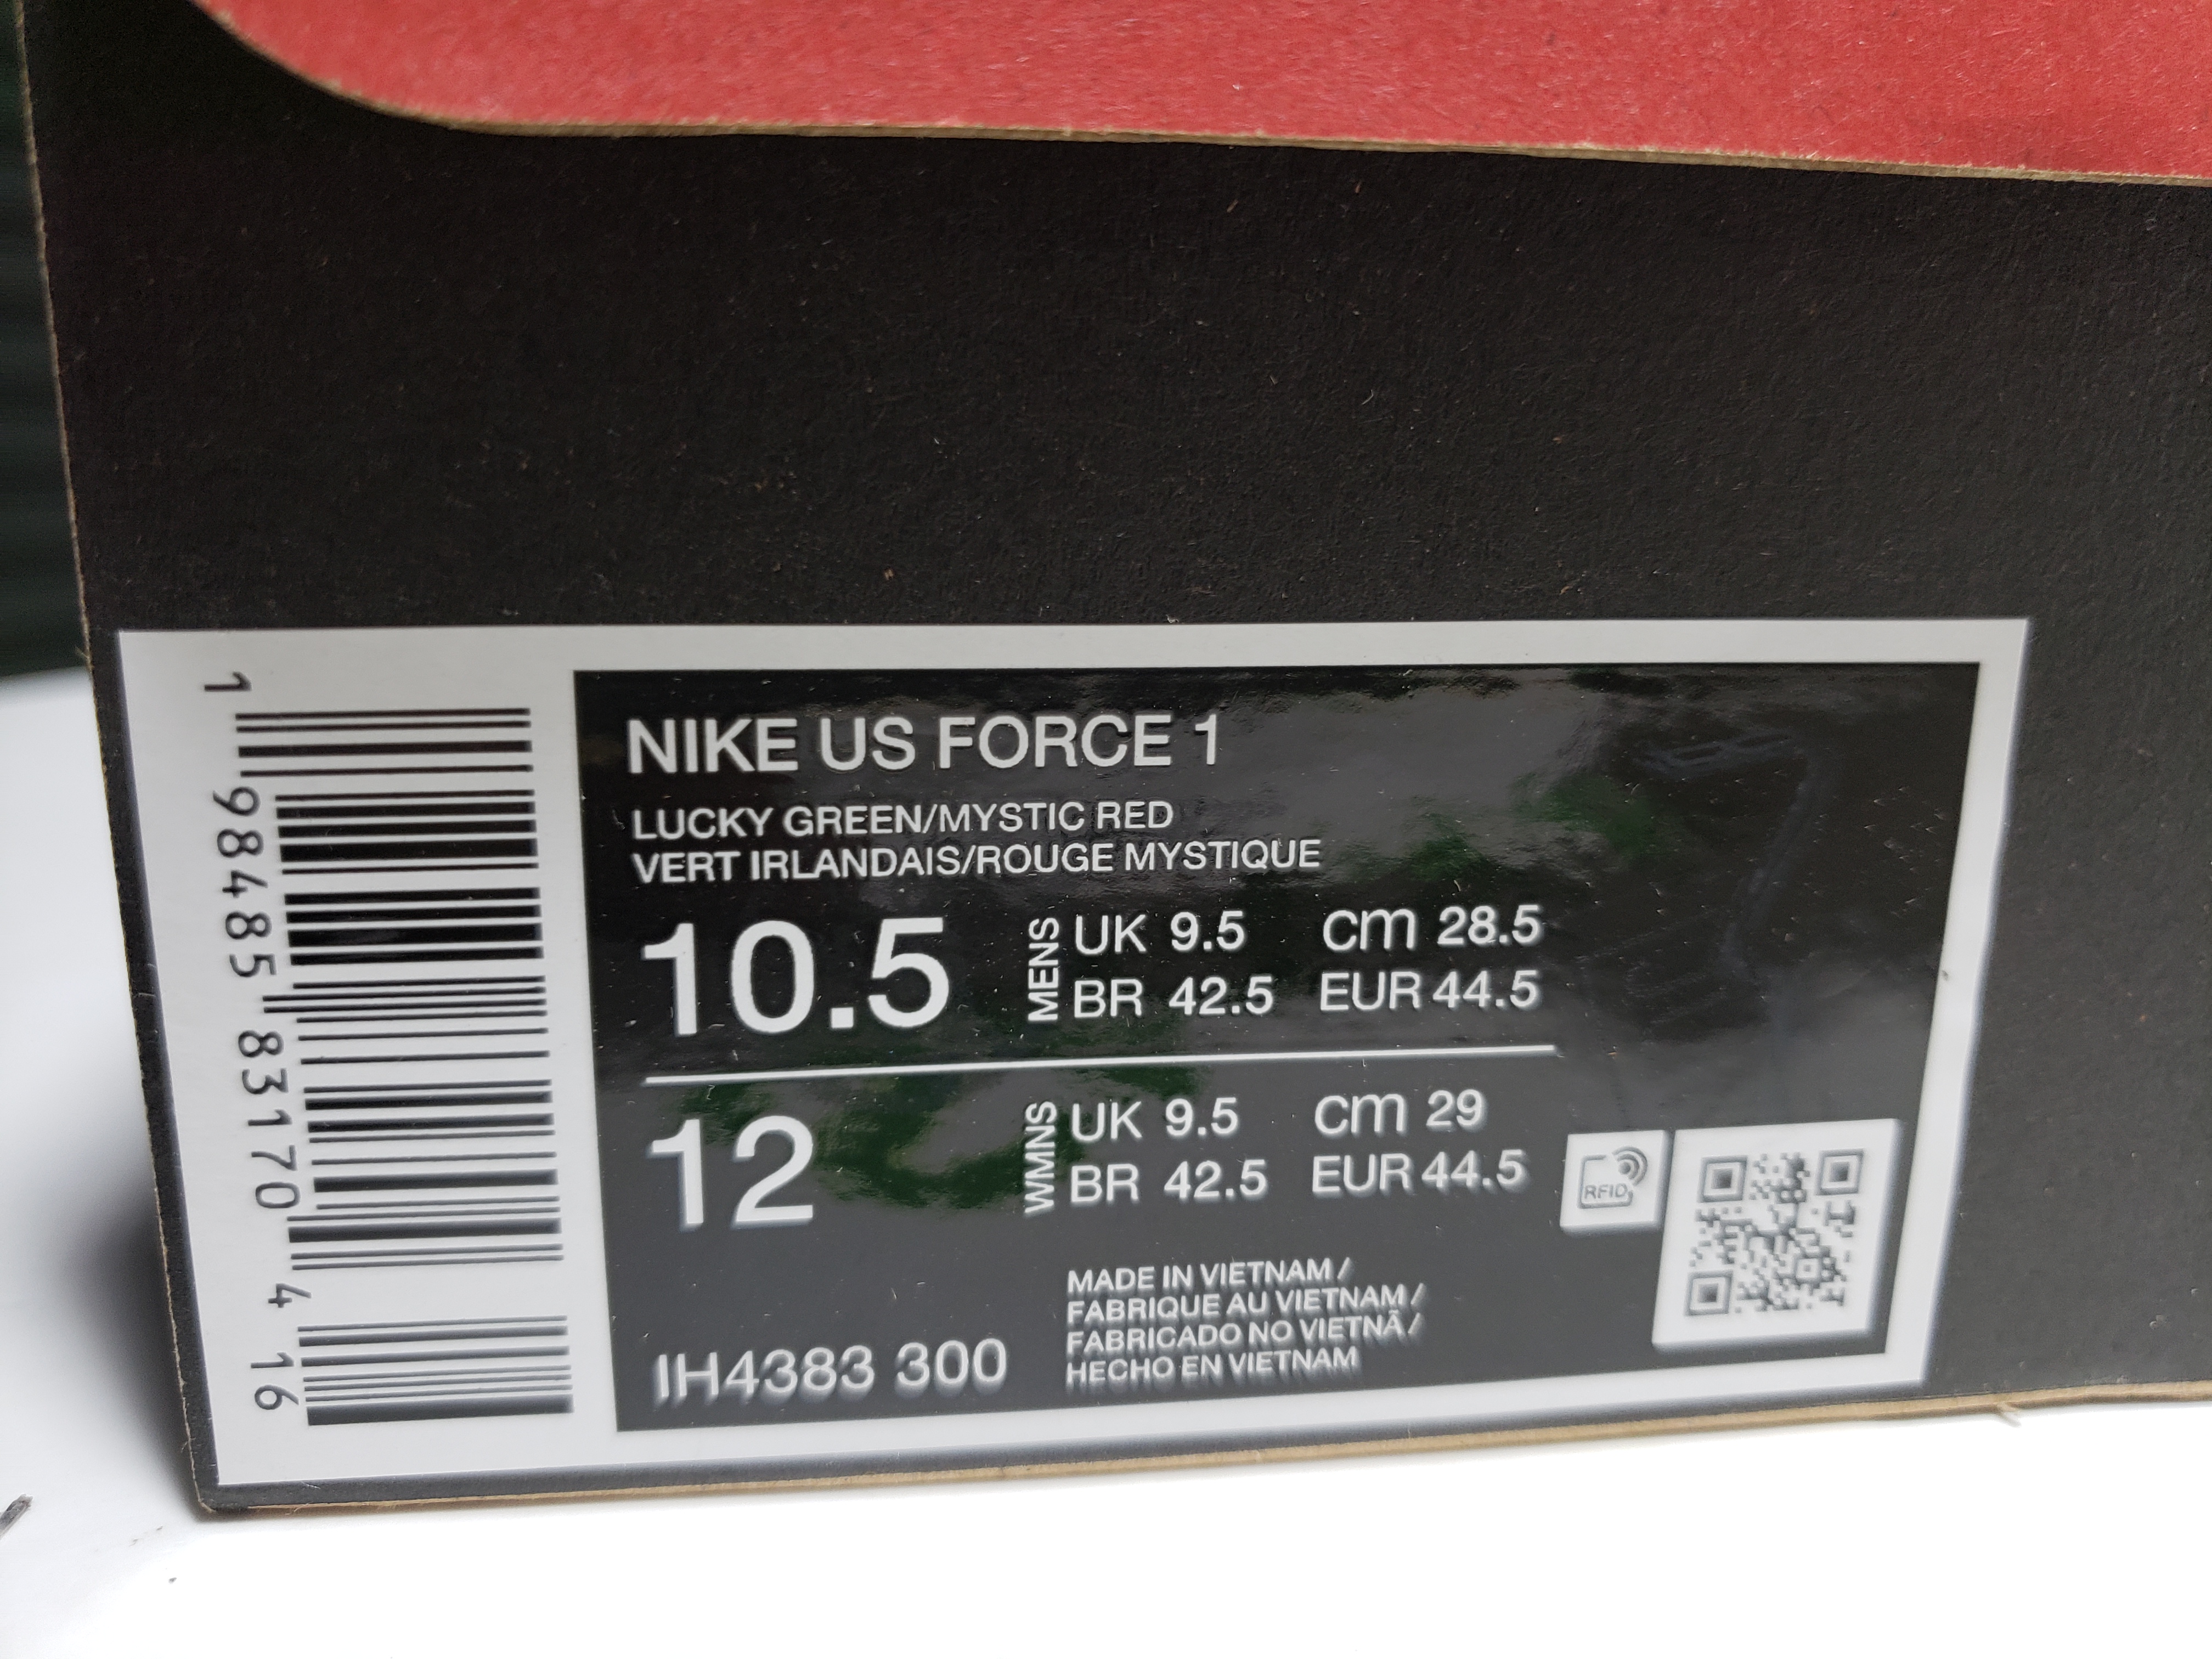 1 98485 83170 4 16
NIKE US FORCE 1
LUCKY GREEN/MYSTIC RED
VERT IRLANDAIS/ROUGE MYSTIQUE
10.5 MENS UK 9.5 cm 28.5
BR 42.5 EUR 44.5
12 WMNS UK 9.5 cm 29
BR 42.5 EUR 44.5
RFID
MADE IN VIETNAM /
FABRIQUE AU VIETNAM /
FABRICADO NO VIETNÃ /
HECHO EN VIETNAM
IH4383 300